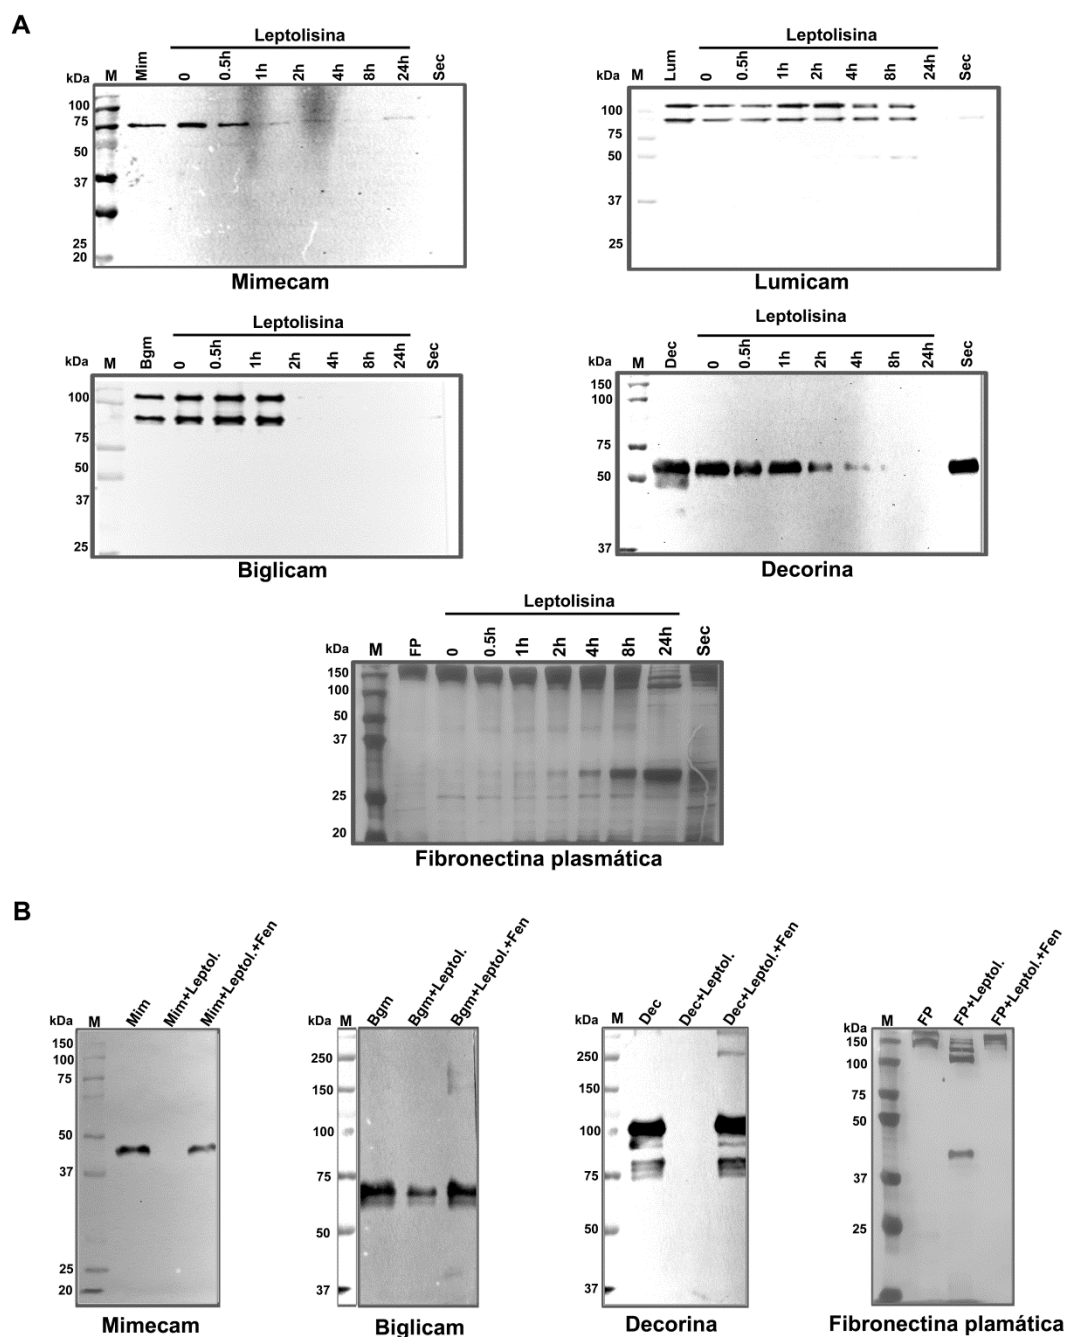 A
Leptolisina
kDa M Mim 0 0.5h 1h 2h 4h 8h 24h Sec
100
75
50
37
25
20
Mimecam
Leptolisina
kDa M Lum 0 0.5h 1h 2h 4h 8h 24h Sec
100
75
50
37
25
Lumicam
Leptolisina
kDa M Bgm 0 0.5h 1h 2h 4h 8h 24h Sec
100
75
50
37
25
Biglicam
Leptolisina
kDa M Dec 0 0.5h 1h 2h 4h 8h 24h Sec
150
100
75
50
37
Decorina
Leptolisina
kDa M FP 0 0.5h 1h 2h 4h 8h 24h Sec
150
100
50
37
25
20
Fibronectina plasmática
B
kDa M Mim Mim+Leptol. Mim+Leptol.+Fen
150
100
75
50
37
25
20
Mimecam
kDa M Bgm Bgm+Leptol. Bgm+Leptol.+Fen
250
150
100
75
50
37
Biglicam
kDa M Dec Dec+Leptol. Dec+Leptol.+Fen
250
150
100
75
50
37
Decorina
kDa M FP FP+Leptol. FP+Leptol.+Fen
150
100
75
50
37
25
Fibronectina plamática